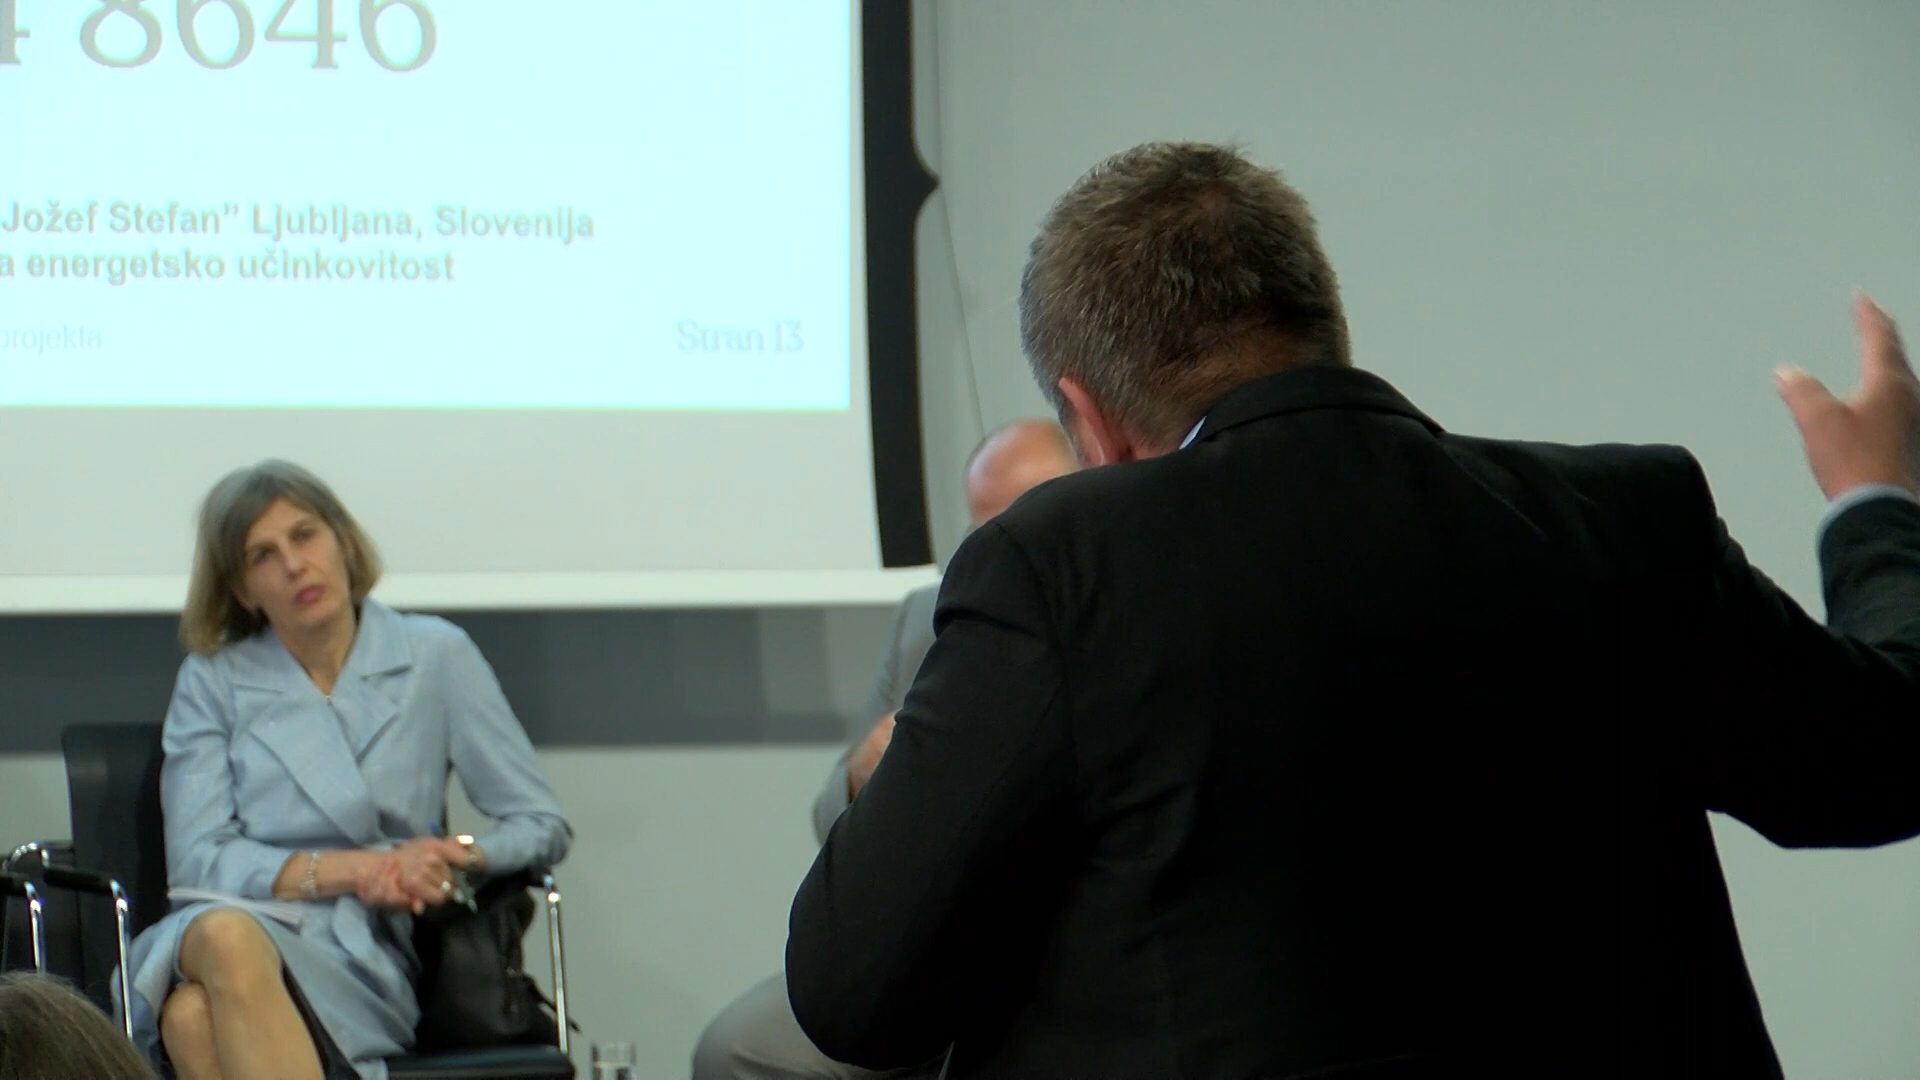 4 8646
Jožef Stefan" Ljubljana, Slovenija
a energetsko učinkovitost
projekta
Stran 13